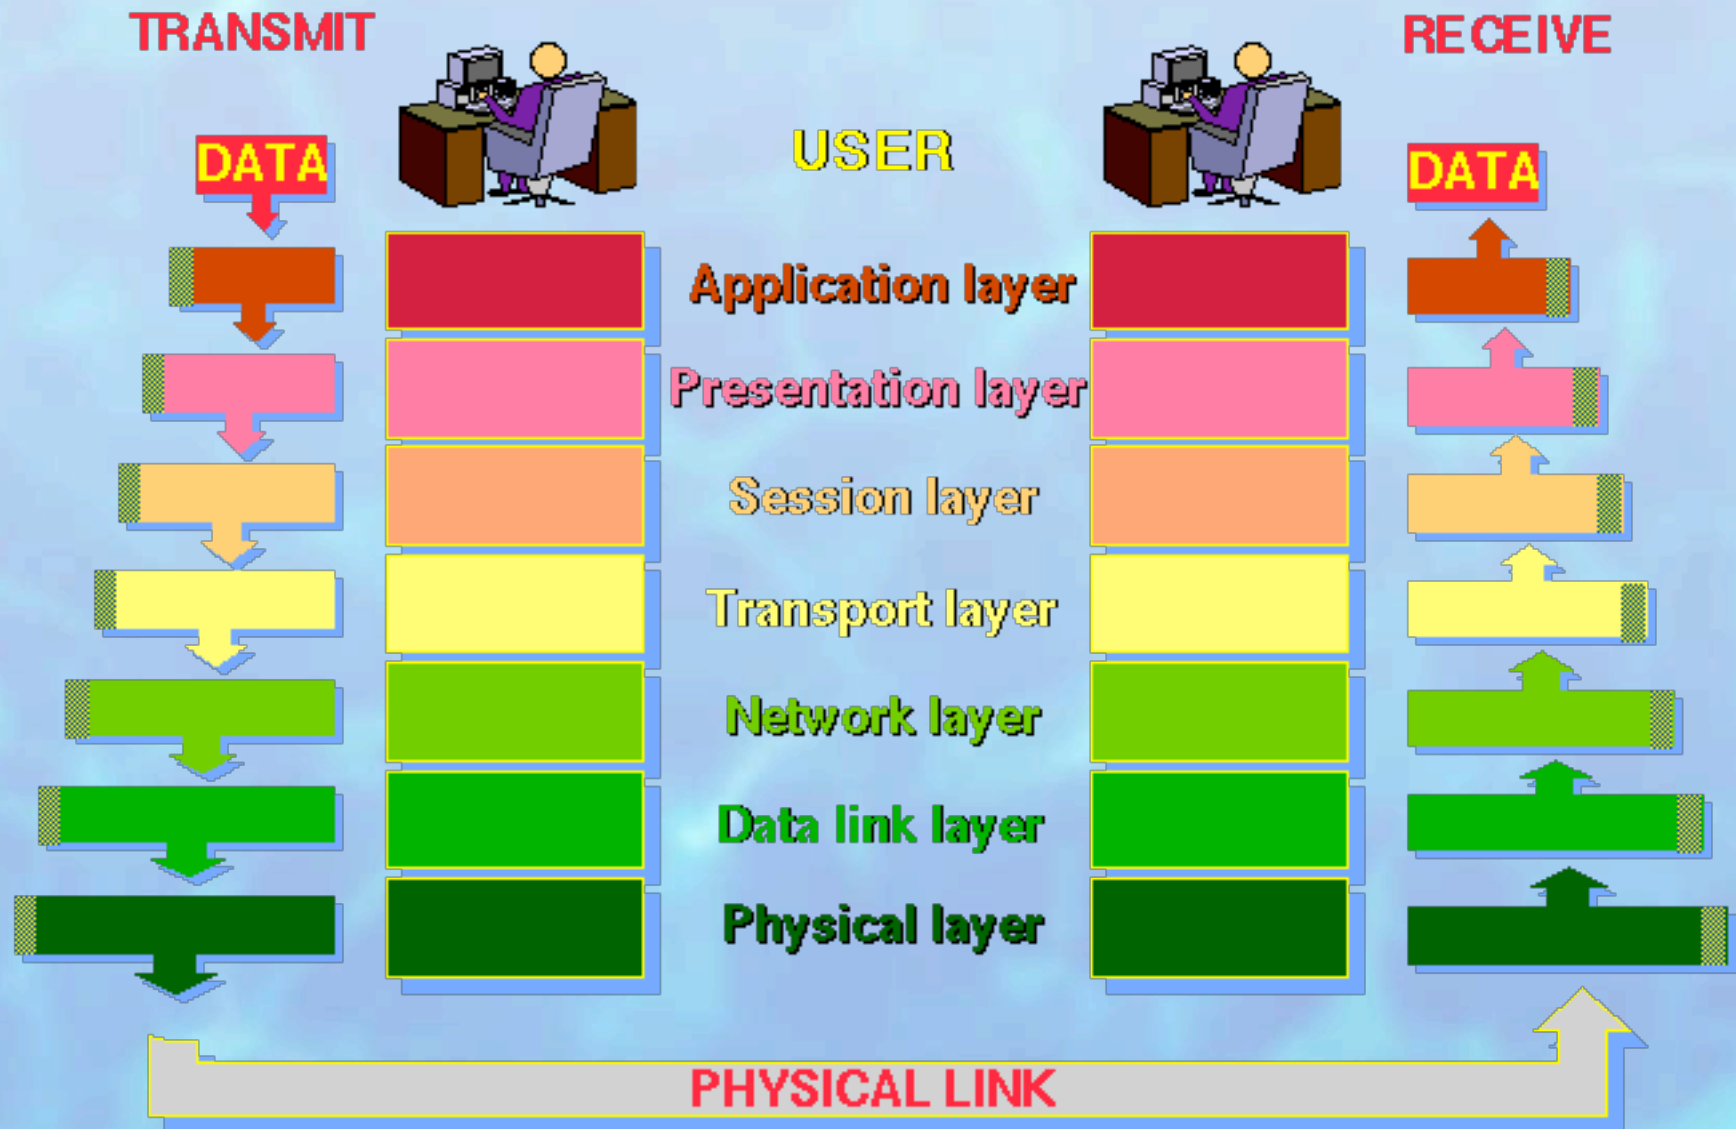 TRANSMIT
RECEIVE
USER
DATA
DATA
Application layer
Presentation layer
Session layer
Transport layer
Network layer
Data link layer
Physical layer
PHYSICAL LINK